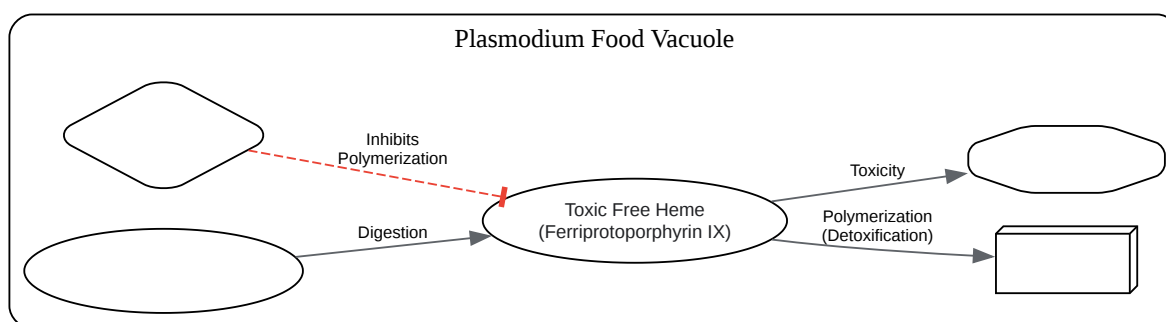 Plasmodium Food Vacuole
Inhibits
Polymerization
Toxicity
Toxic Free Heme
(Ferriprotoporphyrin IX)
Polymerization
(Detoxification)
Digestion